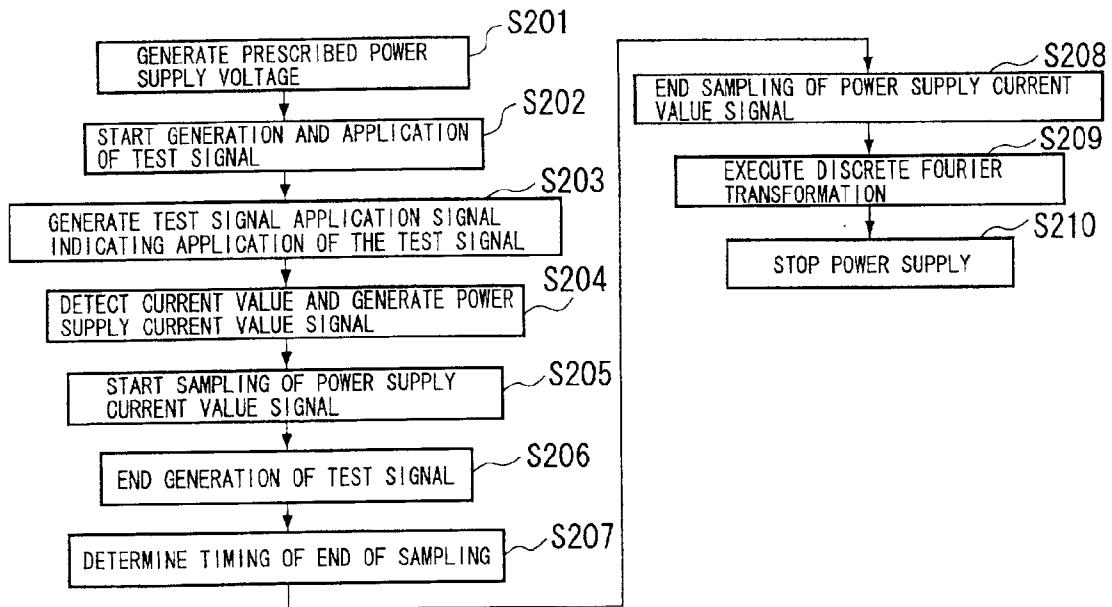 S201
GENERATE PRESCRIBED POWER
SUPPLY VOLTAGE
S202
START GENERATION AND APPLICATION
OF TEST SIGNAL
S203
GENERATE TEST SIGNAL APPLICATION SIGNAL
INDICATING APPLICATION OF THE TEST SIGNAL
S204
DETECT CURRENT VALUE AND GENERATE POWER
SUPPLY CURRENT VALUE SIGNAL
S205
START SAMPLING OF POWER SUPPLY
CURRENT VALUE SIGNAL
S206
END GENERATION OF TEST SIGNAL
S207
DETERMINE TIMING OF END OF SAMPLING
S208
END SAMPLING OF POWER SUPPLY CURRENT
VALUE SIGNAL
S209
EXECUTE DISCRETE FOURIER
TRANSFORMATION
S210
STOP POWER SUPPLY